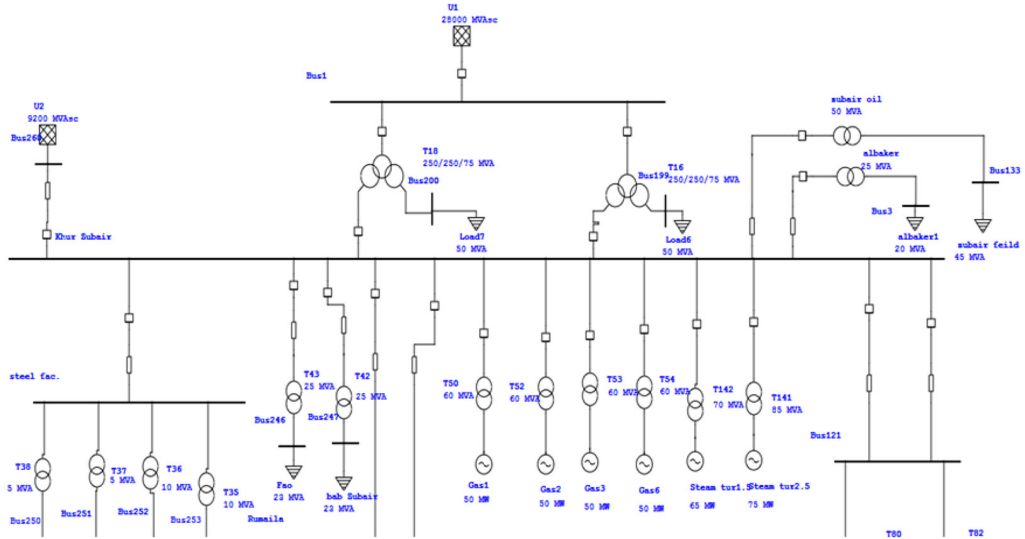 U1
28000 MVAsc
Bus1
U2
9200 MVAsc
Bus260
zubair oil
50 MVA
T18
250/250/75 MVA
Bus200
Bus199
T16
250/250/75 MVA
albaker
25 MVA
Bus133
Bus3
Khur Subair
Load7
50 MVA
Load6
50 MVA
albaker1
20 MVA
zubair feild
45 MVA
steel fac.
T43
25 MVA
T42
25 MVA
T50
60 MVA
T52
60 MVA
T53
60 MVA
T54
60 MVA
T142
70 MVA
T141
85 MVA
Bus246
Bus247
Bus121
T38
5 MVA
T37
5 MVA
T36
10 MVA
T35
10 MVA
Fao
23 MVA
bab Subair
23 MVA
Gas1
50 MW
Gas2
50 MW
Gas3
50 MW
Gas6
50 MW
Steam tur1.5
65 MW
Steam tur2.5
75 MW
Bus250
Bus251
Bus252
Bus253
Rumaila
T80
T82